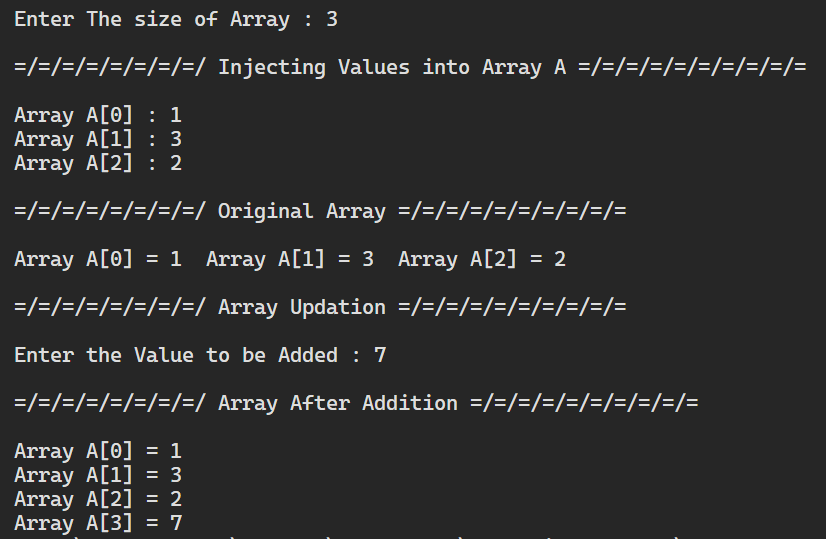 Enter The size of Array : 3
=/=/=/=/=/=/=/=/ Injecting Values into Array A =/=/=/=/=/=/=/=/=/=
Array A[0] : 1
Array A[1] : 3
Array A[2] : 2
=/=/=/=/=/=/=/=/ Original Array =/=/=/=/=/=/=/=/=/=
Array A[0] = 1  Array A[1] = 3  Array A[2] = 2
=/=/=/=/=/=/=/=/ Array Updation =/=/=/=/=/=/=/=/=/=
Enter the Value to be Added : 7
=/=/=/=/=/=/=/=/ Array After Addition =/=/=/=/=/=/=/=/=/=
Array A[0] = 1
Array A[1] = 3
Array A[2] = 2
Array A[3] = 7